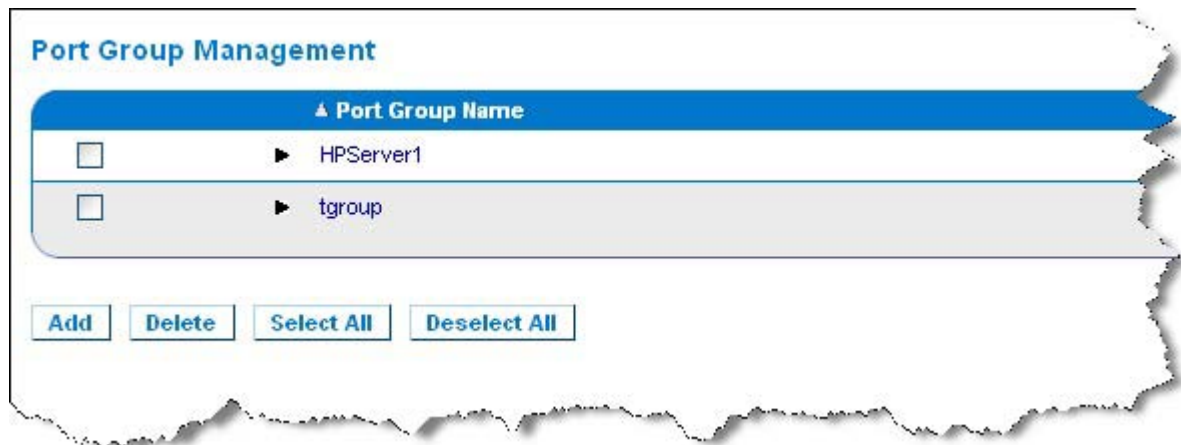 Port Group Management
▲ Port Group Name
► HPServer1
► tgroup
Add Delete Select All Deselect All